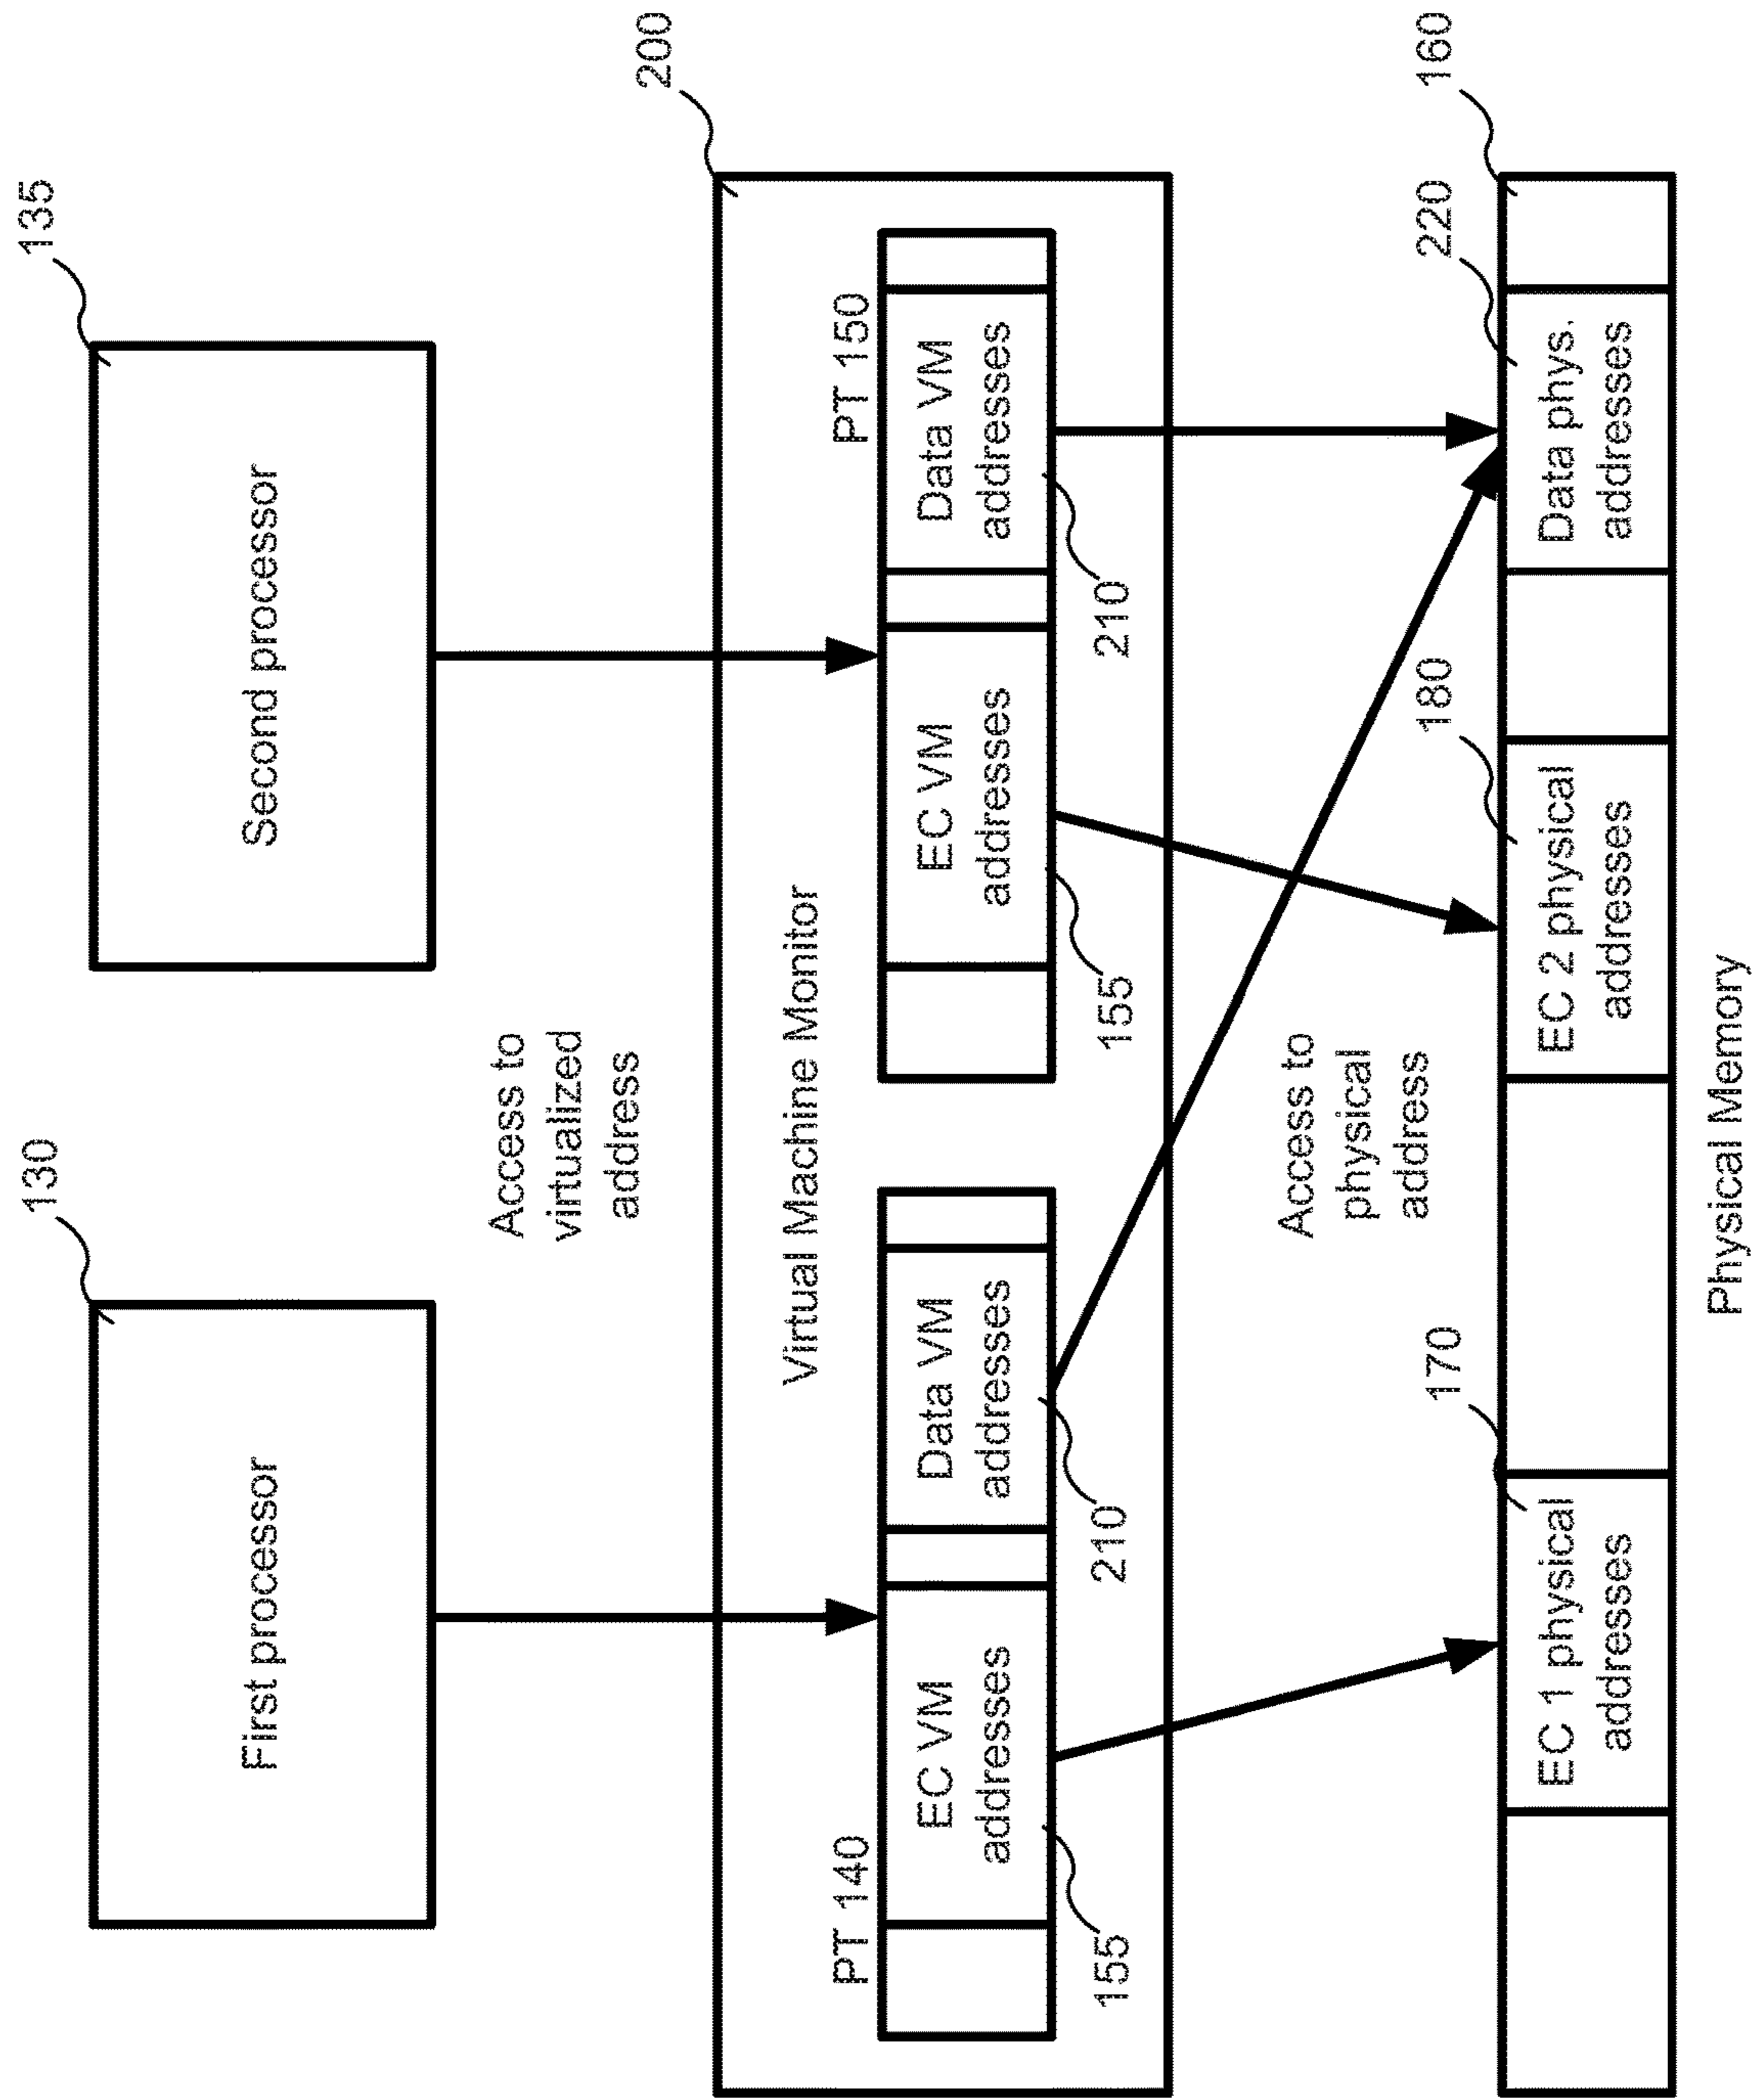 130
135
First processor
Second processor
Access to
virtualized
address
200
Virtual Machine Monitor
PT 140
PT 150
EC VM
addresses
Data VM
addresses
EC VM
addresses
Data VM
addresses
155
210
155
210
Access to
physical
address
170
180
220
160
EC 1 physical
addresses
EC 2 physical
addresses
Data phys.
addresses
Physical Memory